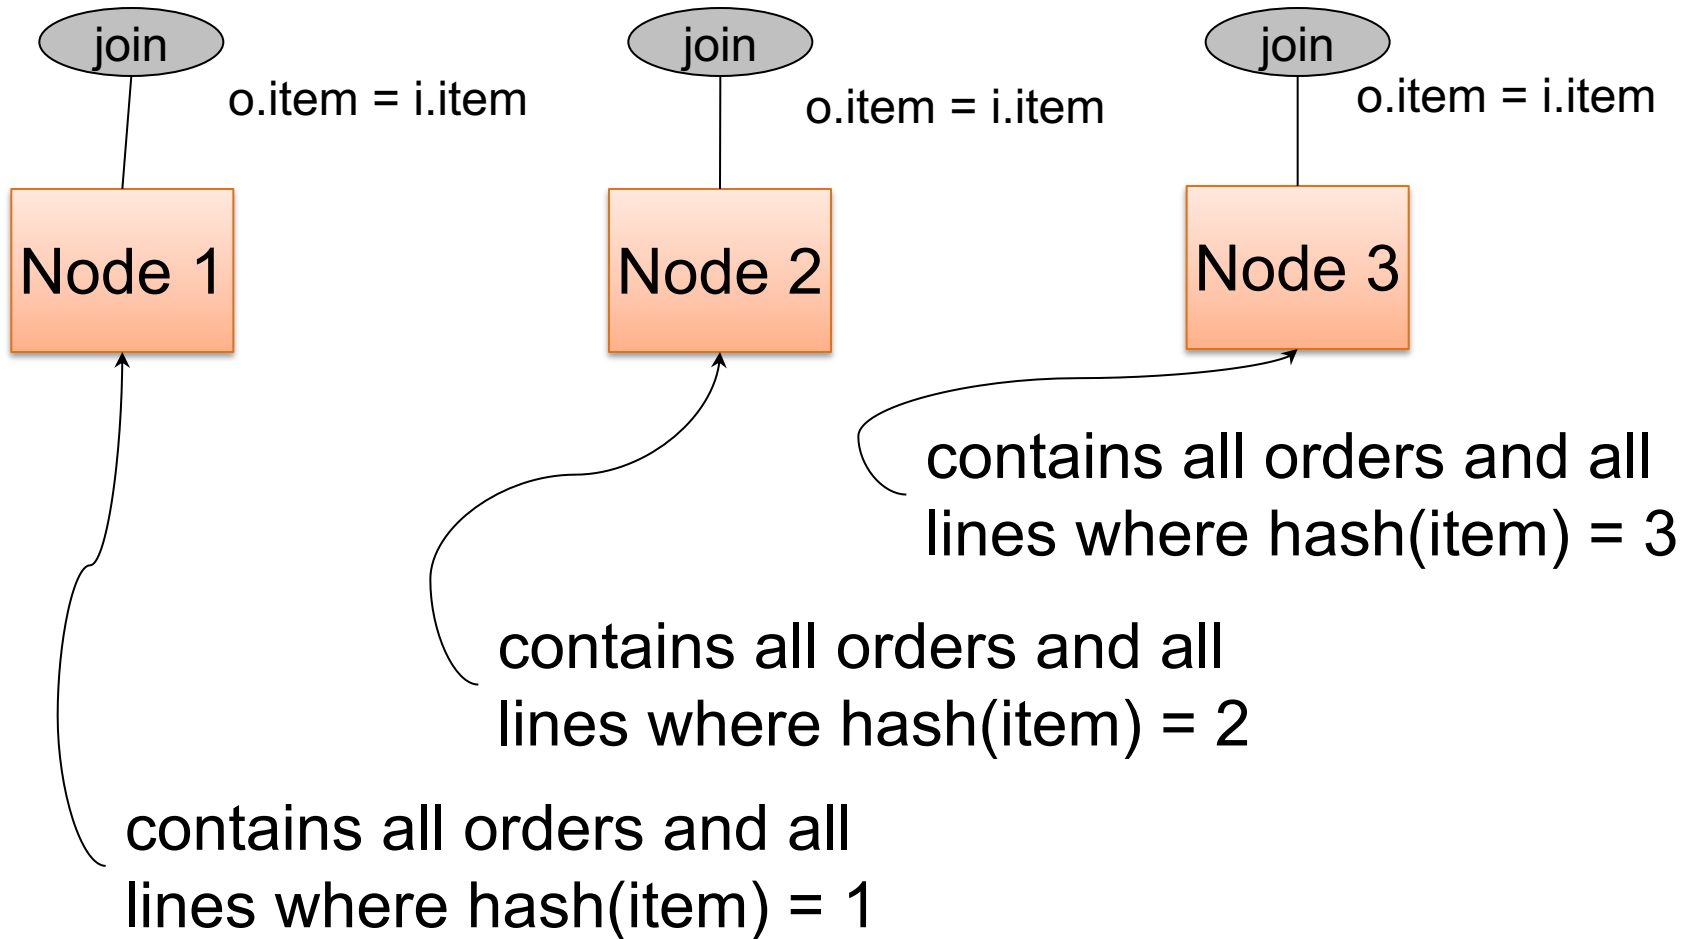 join
o.item = i.item
join
o.item = i.item
join
o.item = i.item
Node 1
Node 2
Node 3
contains all orders and all
lines where hash(item) = 3
contains all orders and all
lines where hash(item) = 2
contains all orders and all
lines where hash(item) = 1